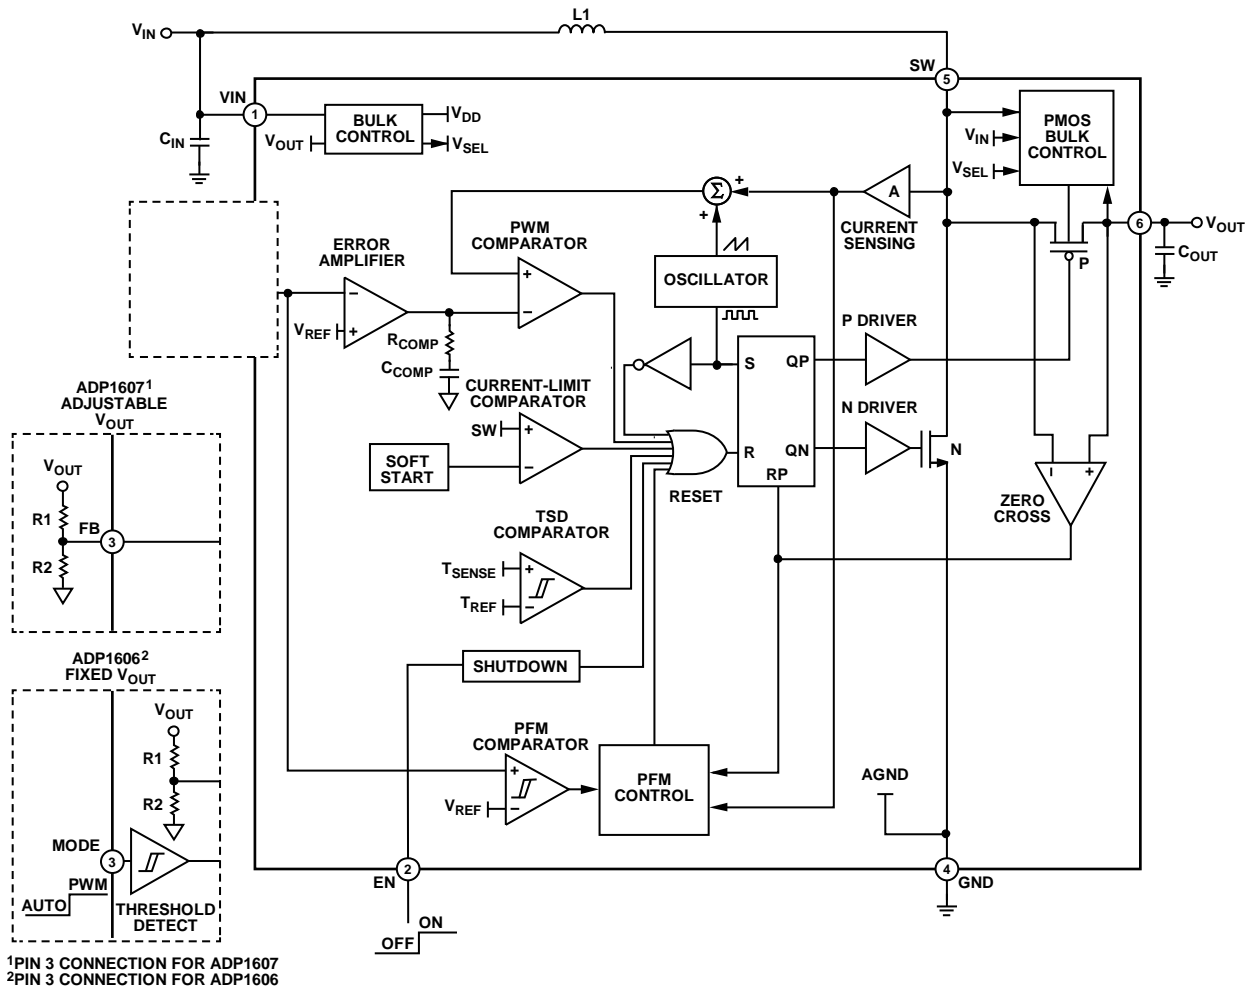 L1
VIN
SW
5
VIN
1
BULK
CONTROL
VDD
VOUT
VSEL
CIN
PMOS
BULK
CONTROL
VIN
VSEL
Σ
+
+
A
CURRENT
SENSING
6
VOUT
COUT
P
PWM
COMPARATOR
ERROR
AMPLIFIER
OSCILLATOR
+
−
−
+
VREF
RCOMP
CCOMP
P DRIVER
S
QP
N DRIVER
R
QN
RP
N
ADP1607¹
ADJUSTABLE
VOUT
CURRENT-LIMIT
COMPARATOR
SW
+
−
SOFT
START
RESET
−
+
ZERO
CROSS
VOUT
R1
FB
3
R2
TSD
COMPARATOR
TSENSE
+
TREF
−
ADP1606²
FIXED VOUT
SHUTDOWN
VOUT
R1
R2
MODE
3
PWM
AUTO
THRESHOLD
DETECT
PFM
COMPARATOR
+
VREF
−
PFM
CONTROL
AGND
2
EN
4
GND
ON
OFF
¹PIN 3 CONNECTION FOR ADP1607
²PIN 3 CONNECTION FOR ADP1606